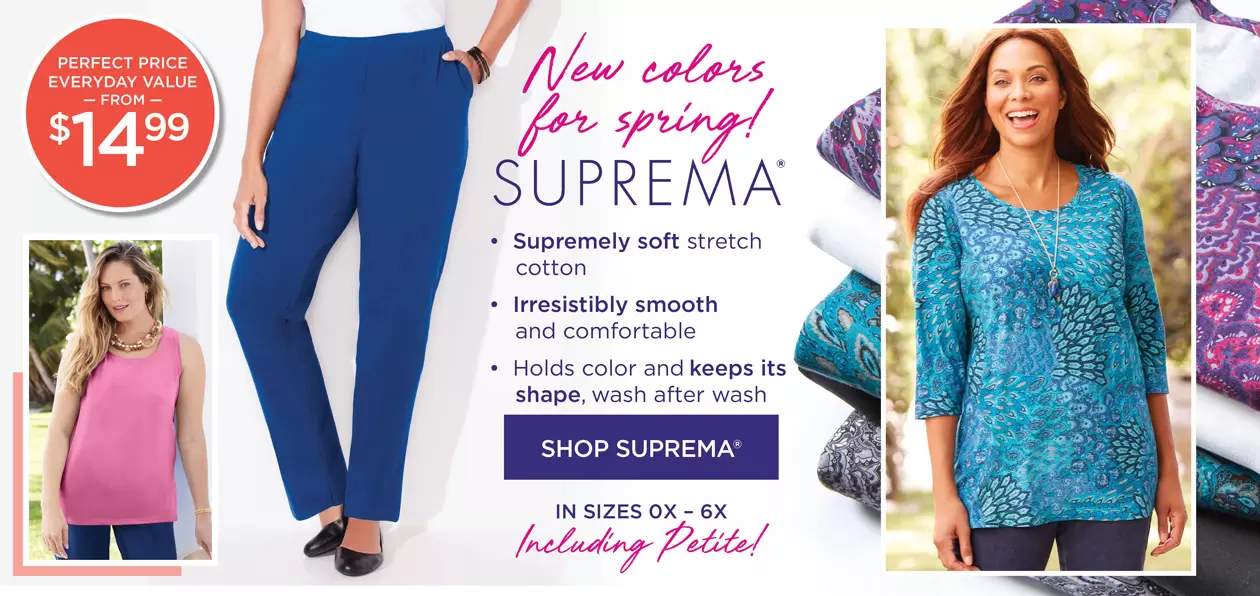 PERFECT PRICE
EVERYDAY VALUE
— FROM —
$14.99
New colors
for spring!
SUPREMA®
• Supremely soft stretch
cotton
• Irresistibly smooth
and comfortable
• Holds color and keeps its
shape, wash after wash
SHOP SUPREMA®
IN SIZES 0X – 6X
Including Petite!